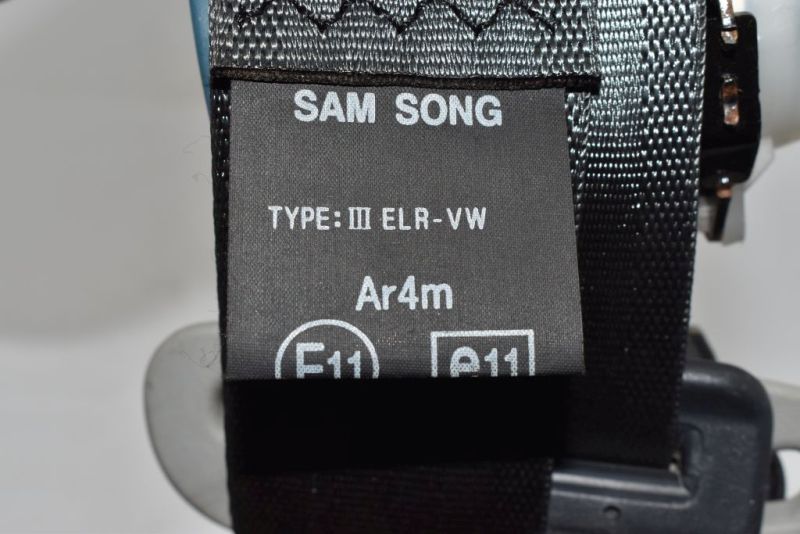 SAM SONG
TYPE: III ELR-VW
Ar4m
E11 e11